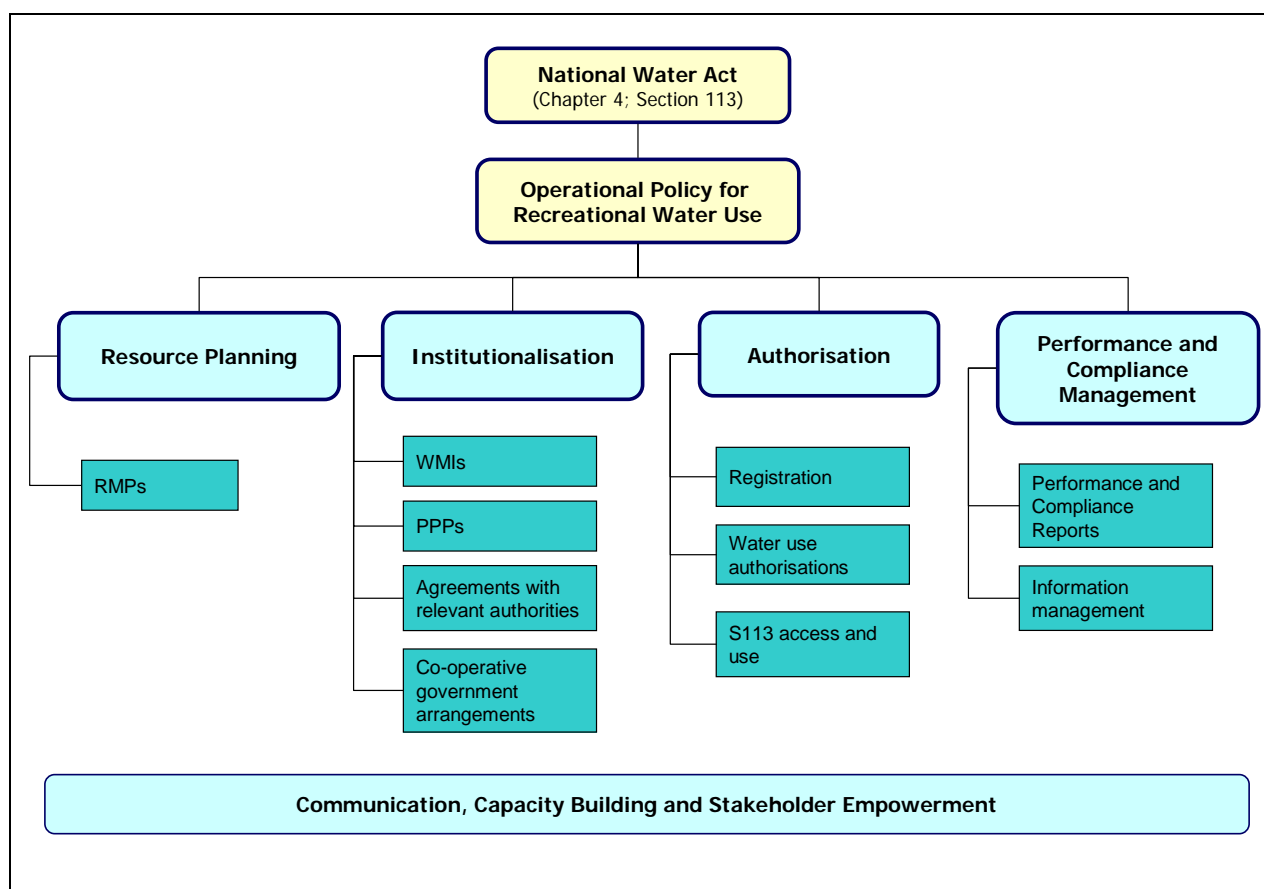 National Water Act
(Chapter 4; Section 113)
Operational Policy for
Recreational Water Use
Resource Planning
Institutionalisation
Authorisation
Performance and
Compliance
Management
RMPs
WMIs
PPPs
Agreements with
relevant authorities
Co-operative
government
arrangements
Registration
Water use
authorisations
S113 access and
use
Performance and
Compliance
Reports
Information
management
Communication, Capacity Building and Stakeholder Empowerment